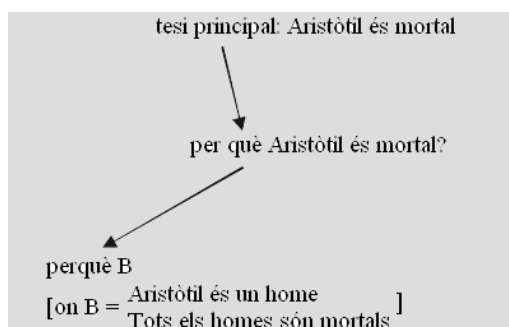 tesi principal: Aristòtil és mortal
per què Aristòtil és mortal?
perquè B
[on B = Aristòtil és un home
Tots els homes són mortals ]